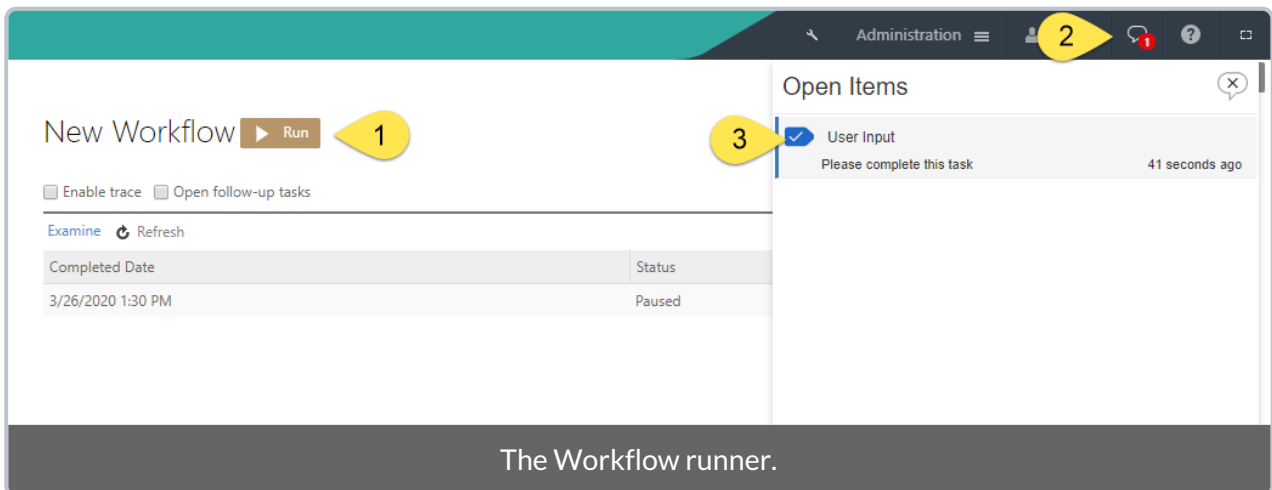 Administration
2
1
?
Open Items
New Workflow
Run
1
3
User Input
Please complete this task
41 seconds ago
Enable trace
Open follow-up tasks
Examine
Refresh
Completed Date
Status
3/26/2020 1:30 PM
Paused
The Workflow runner.